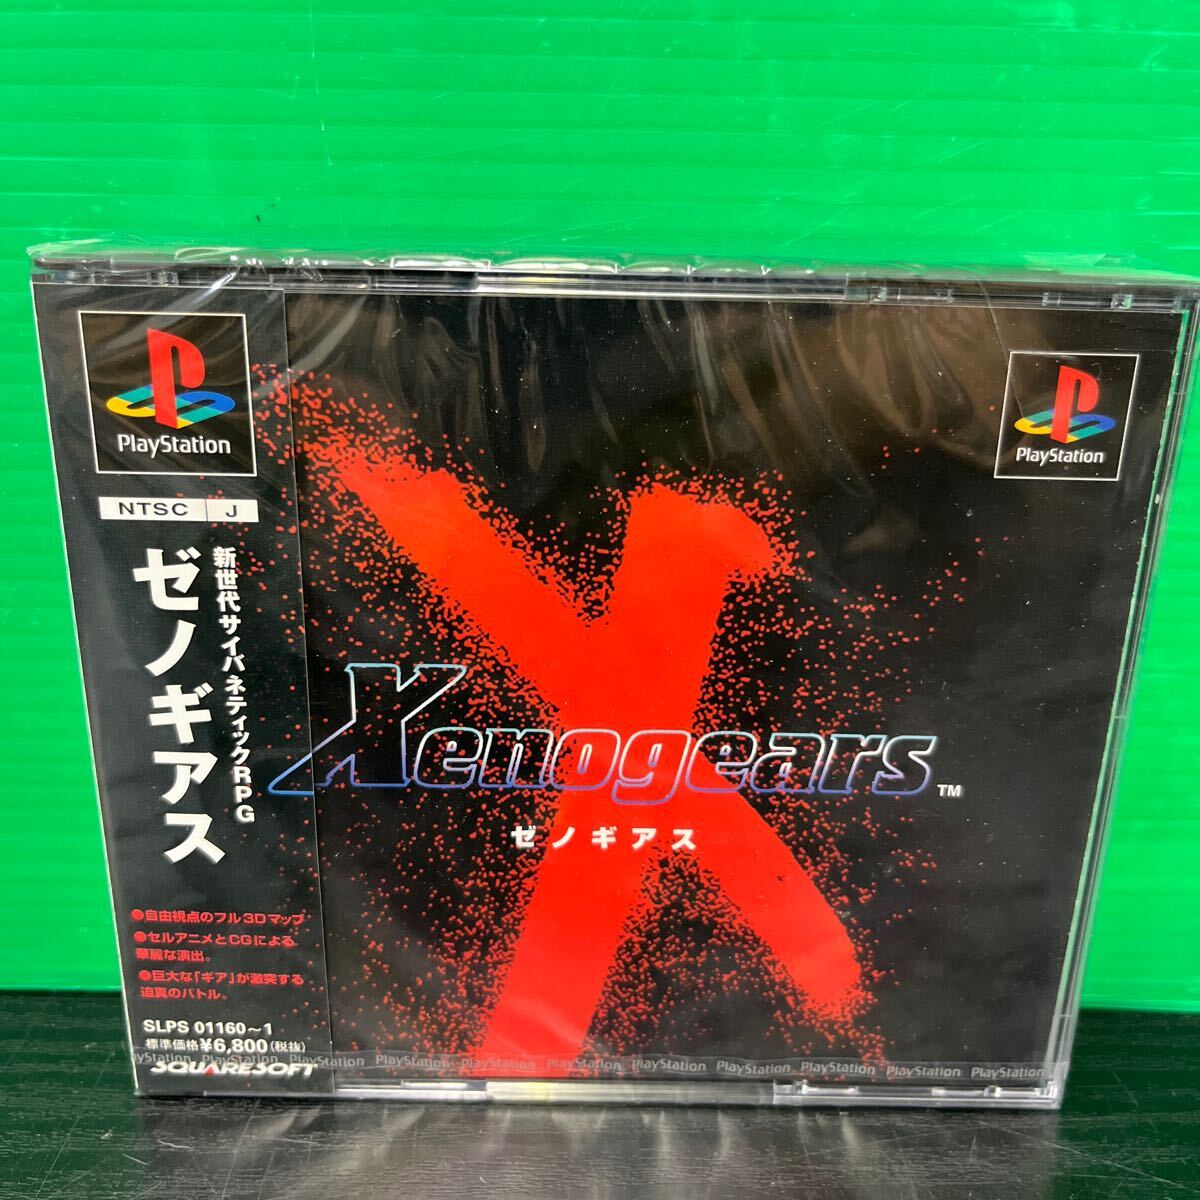 PlayStation
NTSC J
新世代サイバネティックRPG
ゼノギアス
●自由視点のフル3Dマップ
●セルアニメとCGによる
華麗な演出。
●巨大な「ギア」が激突する
迫真のバトル。
SLPS 01160~1
標準価格¥6,800(税抜)
SQUARESOFT
PlayStation
Xenogears™
ゼノギアス
PlayStation PlayStation PlayStation PlayStation PlayStation PlayStation PlayStation PlayStation PlayStation PlayStation PlayStation